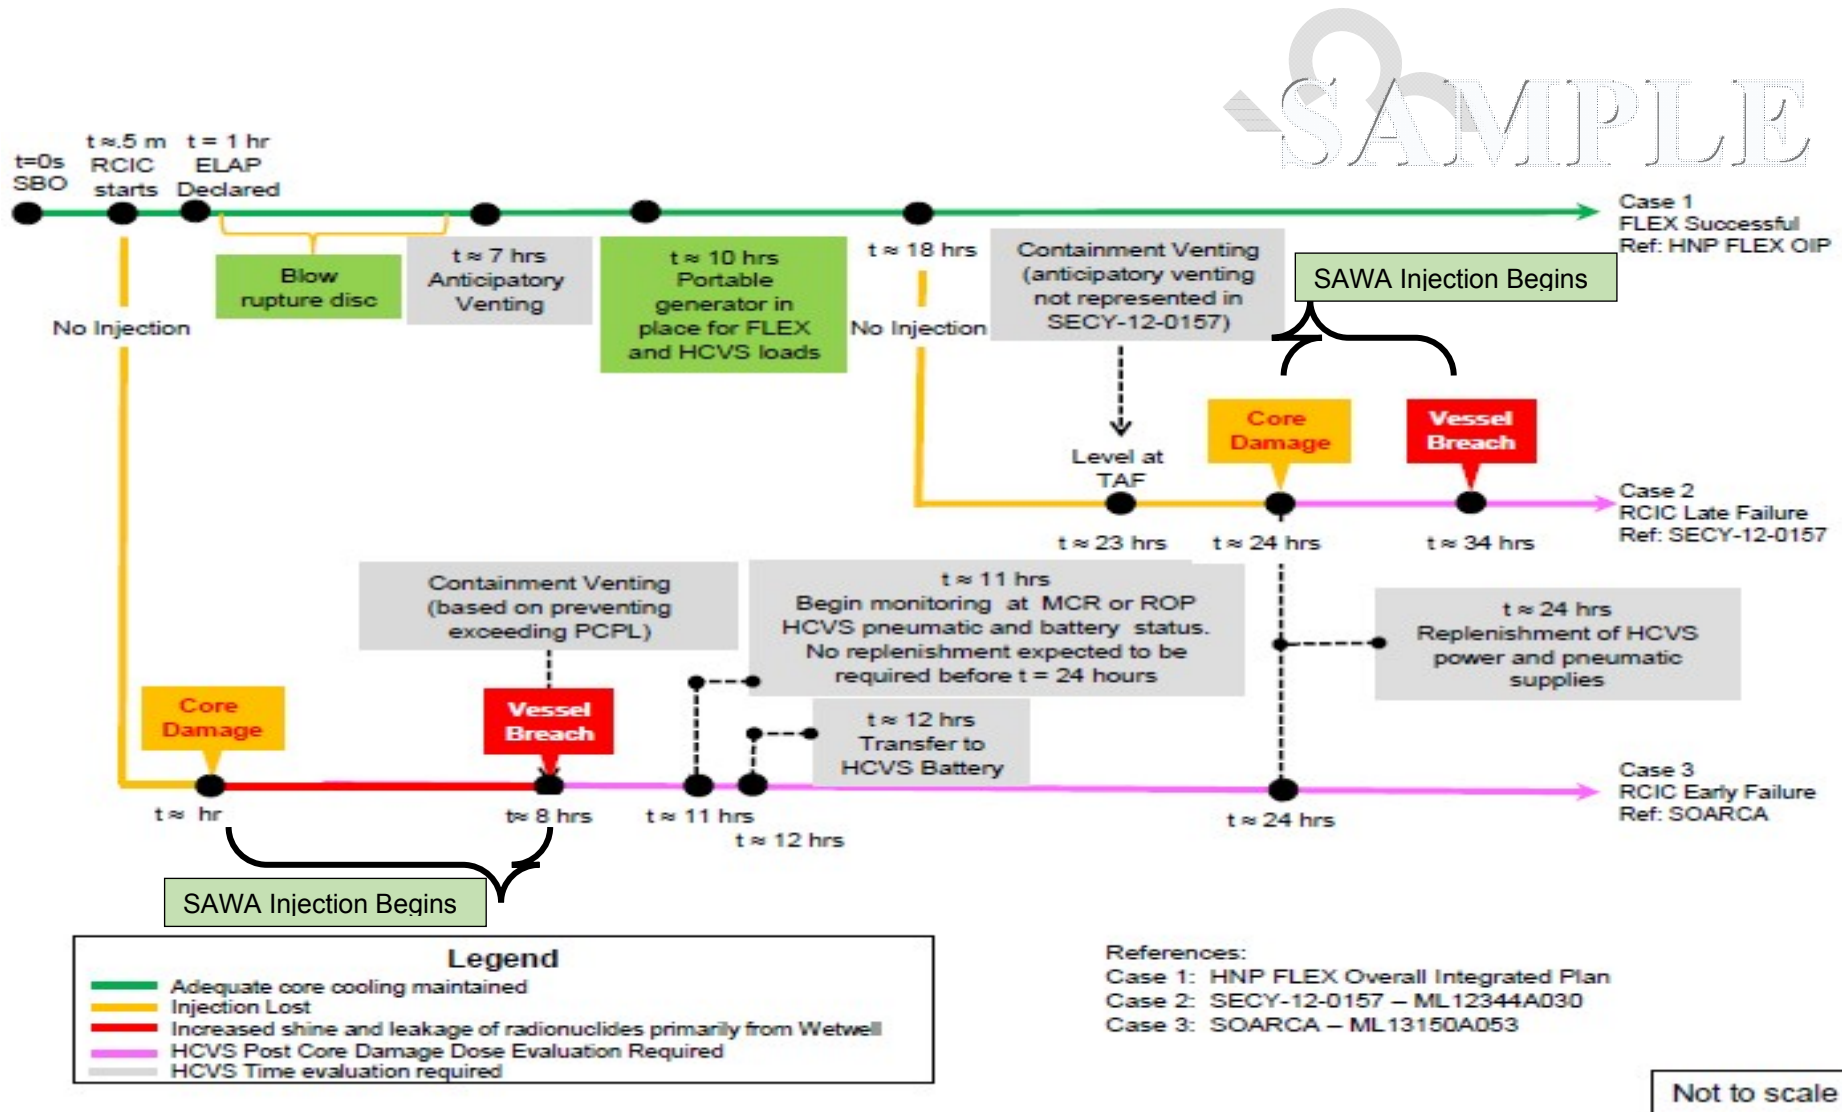 SAMPLE
t=0s
SBO
t ≈.5 m
RCIC
starts
t = 1 hr
ELAP
Declared
Case 1
FLEX Successful
Ref: HNP FLEX OIP
Blow
rupture disc
t ≈ 7 hrs
Anticipatory
Venting
t ≈ 10 hrs
Portable
generator in
place for FLEX
and HCVS loads
t ≈ 18 hrs
Containment Venting
(anticipatory venting
not represented in
SECY-12-0157)
SAWA Injection Begins
No Injection
No Injection
Core
Damage
Vessel
Breach
Level at
TAF
Case 2
RCIC Late Failure
Ref: SECY-12-0157
t ≈ 23 hrs
t ≈ 24 hrs
t ≈ 34 hrs
Containment Venting
(based on preventing
exceeding PCPL)
t ≈ 11 hrs
Begin monitoring at MCR or ROP
HCVS pneumatic and battery status.
No replenishment expected to be
required before t = 24 hours
t ≈ 24 hrs
Replenishment of HCVS
power and pneumatic
supplies
Core
Damage
Vessel
Breach
t ≈ 12 hrs
Transfer to
HCVS Battery
Case 3
RCIC Early Failure
Ref: SOARCA
t ≈ hr
t≈ 8 hrs
t ≈ 11 hrs
t ≈ 12 hrs
t ≈ 24 hrs
SAWA Injection Begins
Legend
Adequate core cooling maintained
Injection Lost
Increased shine and leakage of radionuclides primarily from Wetwell
HCVS Post Core Damage Dose Evaluation Required
HCVS Time evaluation required
References:
Case 1: HNP FLEX Overall Integrated Plan
Case 2: SECY-12-0157 – ML12344A030
Case 3: SOARCA – ML13150A053
Not to scale